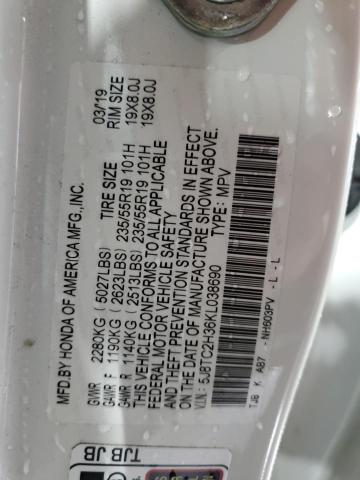 MFD.BY HONDA OF AMERICA MFG.,INC. 03/19
TIRE SIZE RIM SIZE
GVWR 2280KG (5027LBS)
GAWR F 1190KG (2623LBS) 235/55R19 101H 19X8.0J
GAWR R 1140KG (2513LBS) 235/55R19 101H 19X8.0J
THIS VEHICLE CONFORMS TO ALL APPLICABLE
FEDERAL MOTOR VEHICLE SAFETY
AND THEFT PREVENTION STANDARDS IN EFFECT
ON THE DATE OF MANUFACTURE SHOWN ABOVE.
V.I.N.: 5J8TC2H36KL038690 TYPE: MPV
TJB K A87 - NH603PV - L - L
TJB JB